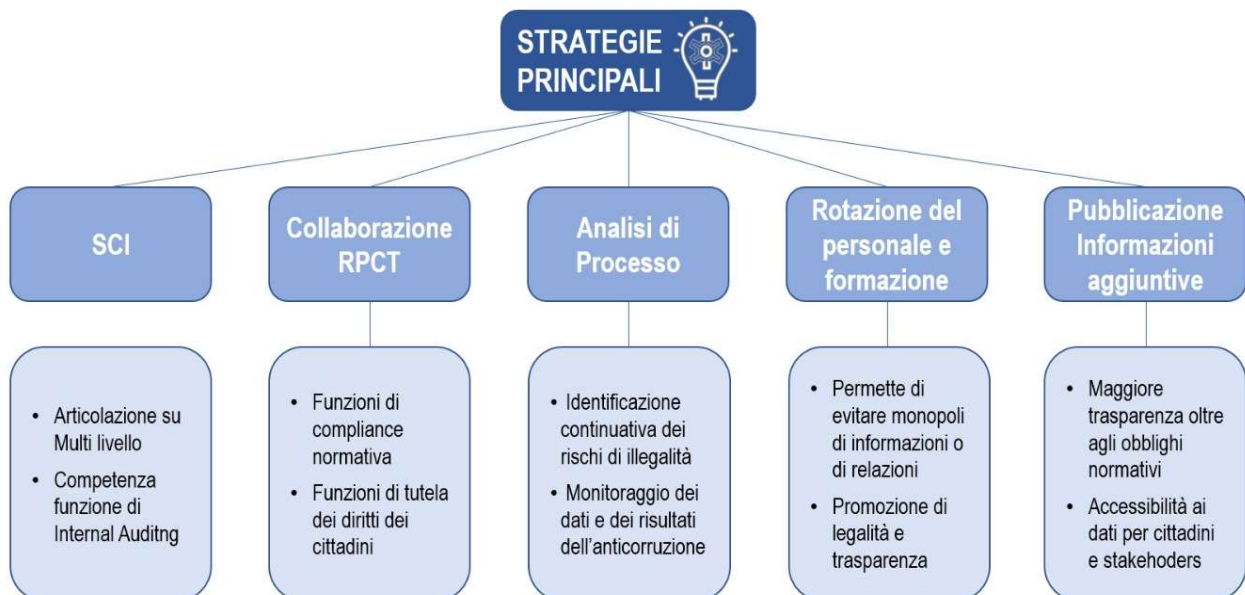 STRATEGIE
PRINCIPALI
SCI
Collaborazione
RPCT
Analisi di
Processo
Rotazione del
personale e
formazione
Pubblicazione
Informazioni
aggiuntive
• Articolazione su
Multi livello
• Competenza
funzione di
Internal Auditng
• Funzioni di
compliance
normativa
• Funzioni di tutela
dei diritti dei
cittadini
• Identificazione
continuativa dei
rischi di illegalità
• Monitoraggio dei
dati e dei risultati
dell'anticorruzione
• Permette di
evitare monopoli
di informazioni o
di relazioni
• Promozione di
legalità e
trasparenza
• Maggiore
trasparenza oltre
agli obblighi
normativi
• Accessibilità ai
dati per cittadini
e stakehoders